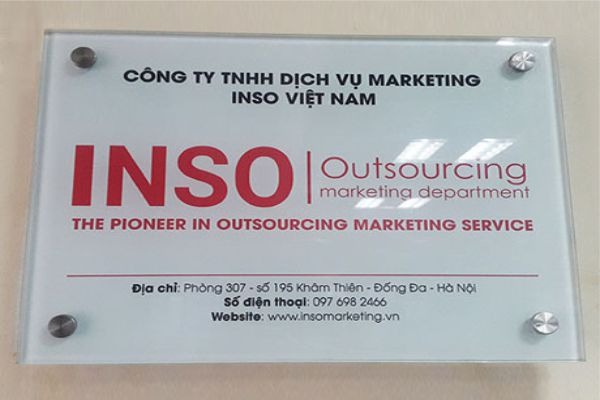 CÔNG TY TNHH DỊCH VỤ MARKETING
INSO VIỆT NAM
INSO | Outsourcing
marketing department
THE PIONEER IN OUTSOURCING MARKETING SERVICE
Địa chỉ: Phòng 307 - số 195 Khâm Thiên - Đống Đa - Hà Nội
Số điện thoại: 097 698 2466
Website: www.insomarketing.vn